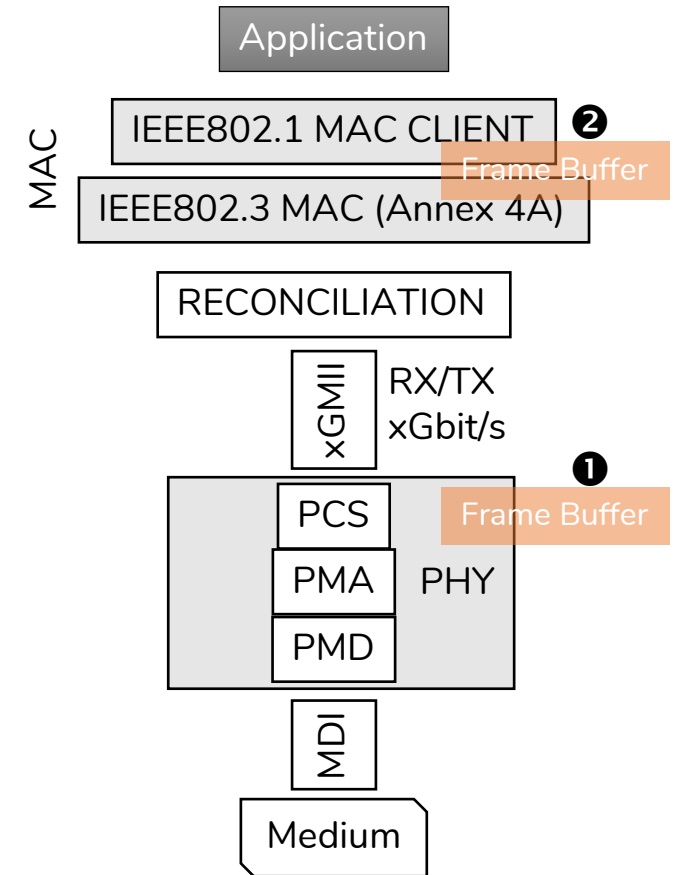 Application
IEEE802.1 MAC CLIENT
❷
MAC
Frame Buffer
IEEE802.3 MAC (Annex 4A)
RECONCILIATION
xGMII
RX/TX
xGbit/s
❶
PCS
Frame Buffer
PMA
PHY
PMD
MDI
Medium